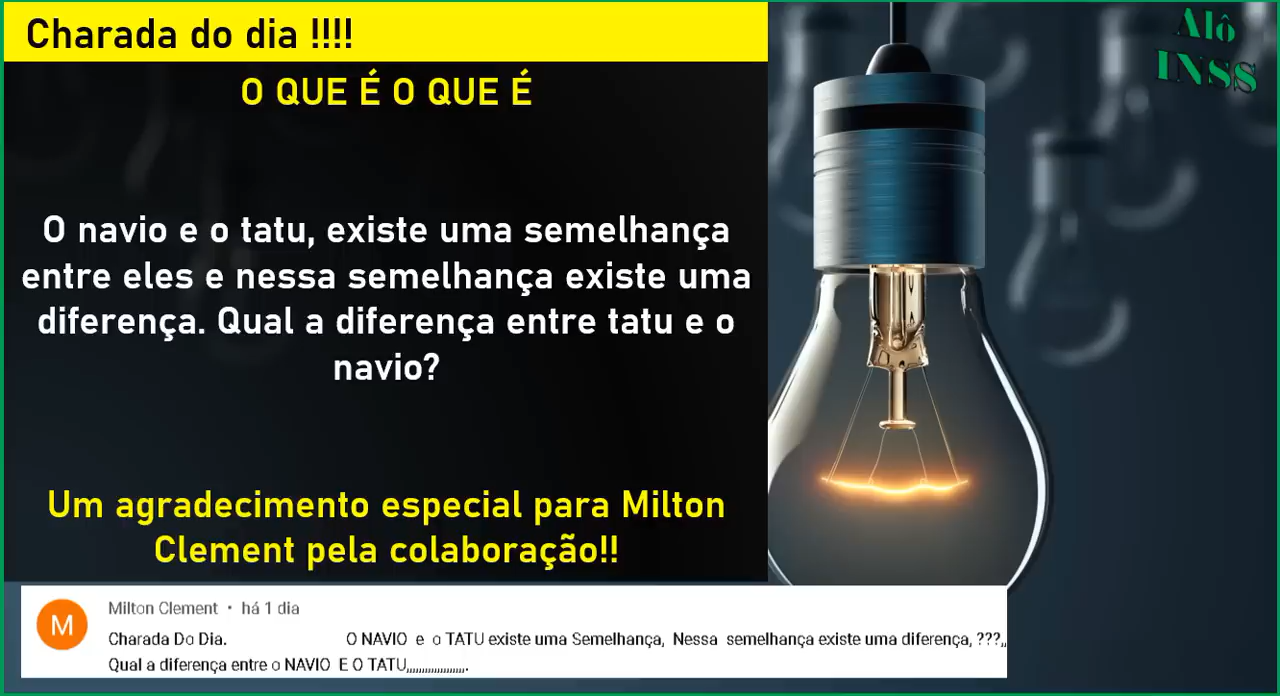 Charada do dia !!!!
Alô
INSS
O QUE É O QUE É
O navio e o tatu, existe uma semelhança
entre eles e nessa semelhança existe uma
diferença. Qual a diferença entre tatu e o
navio?
Um agradecimento especial para Milton
Clement pela colaboração!!
M
Milton Clement • há 1 dia
Charada Do Dia. O NAVIO e o TATU existe uma Semelhança, Nessa semelhança existe uma diferença, ???,,
Qual a diferença entre o NAVIO E O TATU,,,,,,,,,,,,,,,,,,,.